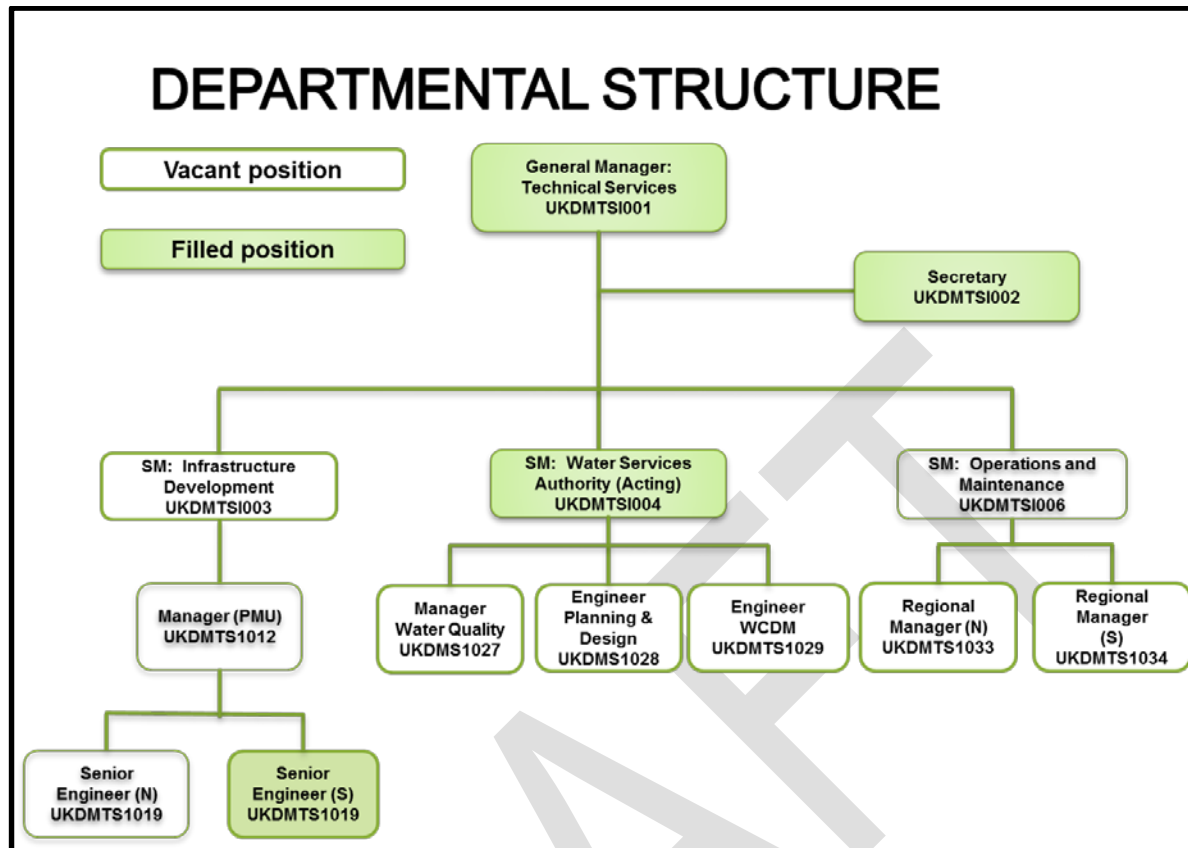 DEPARTMENTAL STRUCTURE
Vacant position
Filled position
General Manager:
Technical Services
UKDMTSI001
Secretary
UKDMTSI002
SM:  Infrastructure
Development
UKDMTSI003
SM:  Water Services
Authority (Acting)
UKDMTSI004
SM:  Operations and
Maintenance
UKDMTSI006
Manager (PMU)
UKDMTS1012
Manager
Water Quality
UKDMS1027
Engineer
Planning &
Design
UKDMS1028
Engineer
WCDM
UKDMTS1029
Regional
Manager (N)
UKDMTS1033
Regional
Manager
(S)
UKDMTS1034
Senior
Engineer (N)
UKDMTS1019
Senior
Engineer (S)
UKDMTS1019
AFT